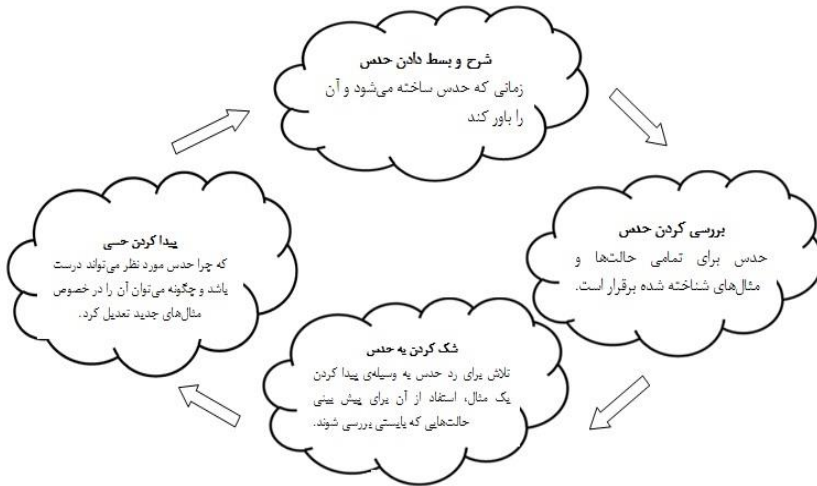 شرح و بسط دادن حدس
زمانی که حدس ساخته می‌شود و آن
را باور کند
بررسی کردن حدس
حدس برای تمامی حالت‌ها و
مثال‌های شناخته شده برقرار است.
شک کردن به حدس
تلاش برای رد حدس به وسیله‌ی پیدا کردن
یک مثال، استفاد از آن برای پیش بینی
حالت‌هایی که بایستی بررسی شوند.
پیدا کردن حسی
که چرا حدس مورد نظر می‌تواند درست
باشد و چگونه می‌توان آن را در خصوص
مثال‌های جدید تعدیل کرد.